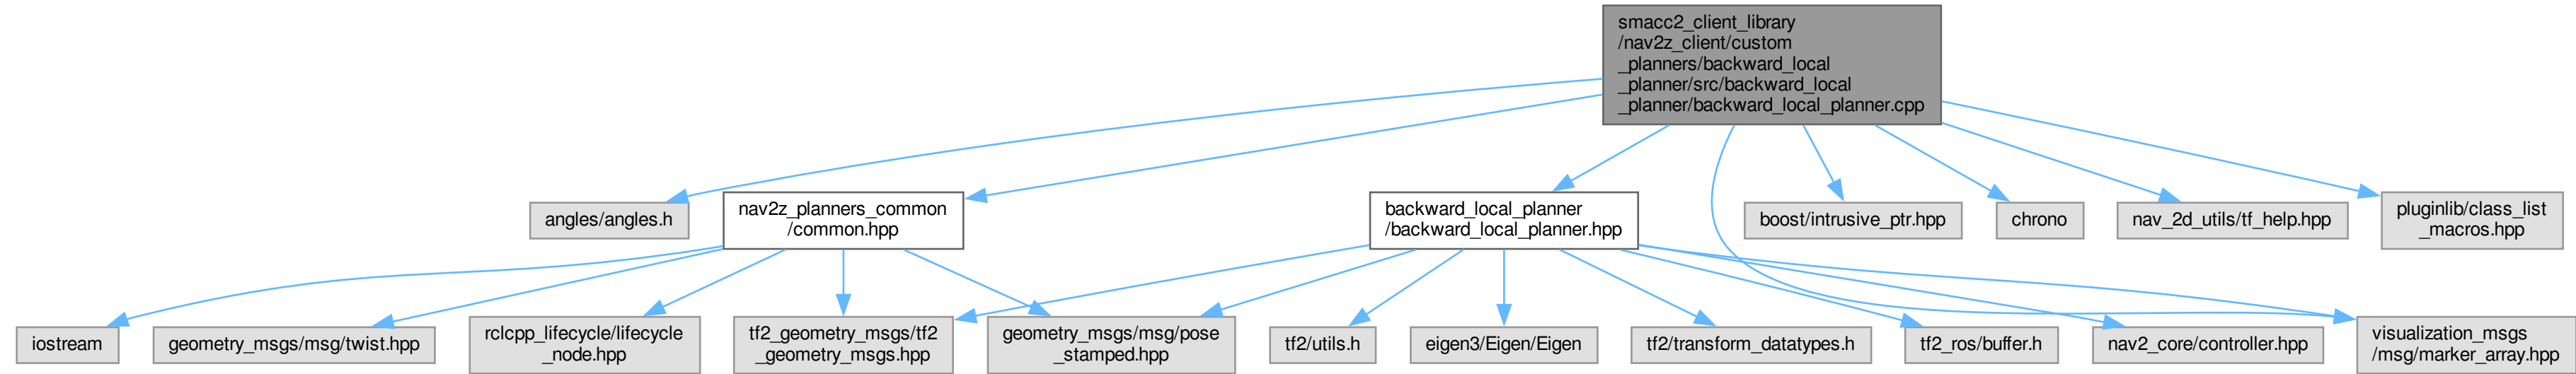 smacc2_client_library
/nav2z_client/custom
_planners/backward_local
_planner/src/backward_local
_planner/backward_local_planner.cpp
angles/angles.h
nav2z_planners_common
/common.hpp
backward_local_planner
/backward_local_planner.hpp
boost/intrusive_ptr.hpp
chrono
nav_2d_utils/tf_help.hpp
pluginlib/class_list
_macros.hpp
iostream
geometry_msgs/msg/twist.hpp
rclcpp_lifecycle/lifecycle
_node.hpp
tf2_geometry_msgs/tf2
_geometry_msgs.hpp
geometry_msgs/msg/pose
_stamped.hpp
tf2/utils.h
eigen3/Eigen/Eigen
tf2/transform_datatypes.h
tf2_ros/buffer.h
nav2_core/controller.hpp
visualization_msgs
/msg/marker_array.hpp